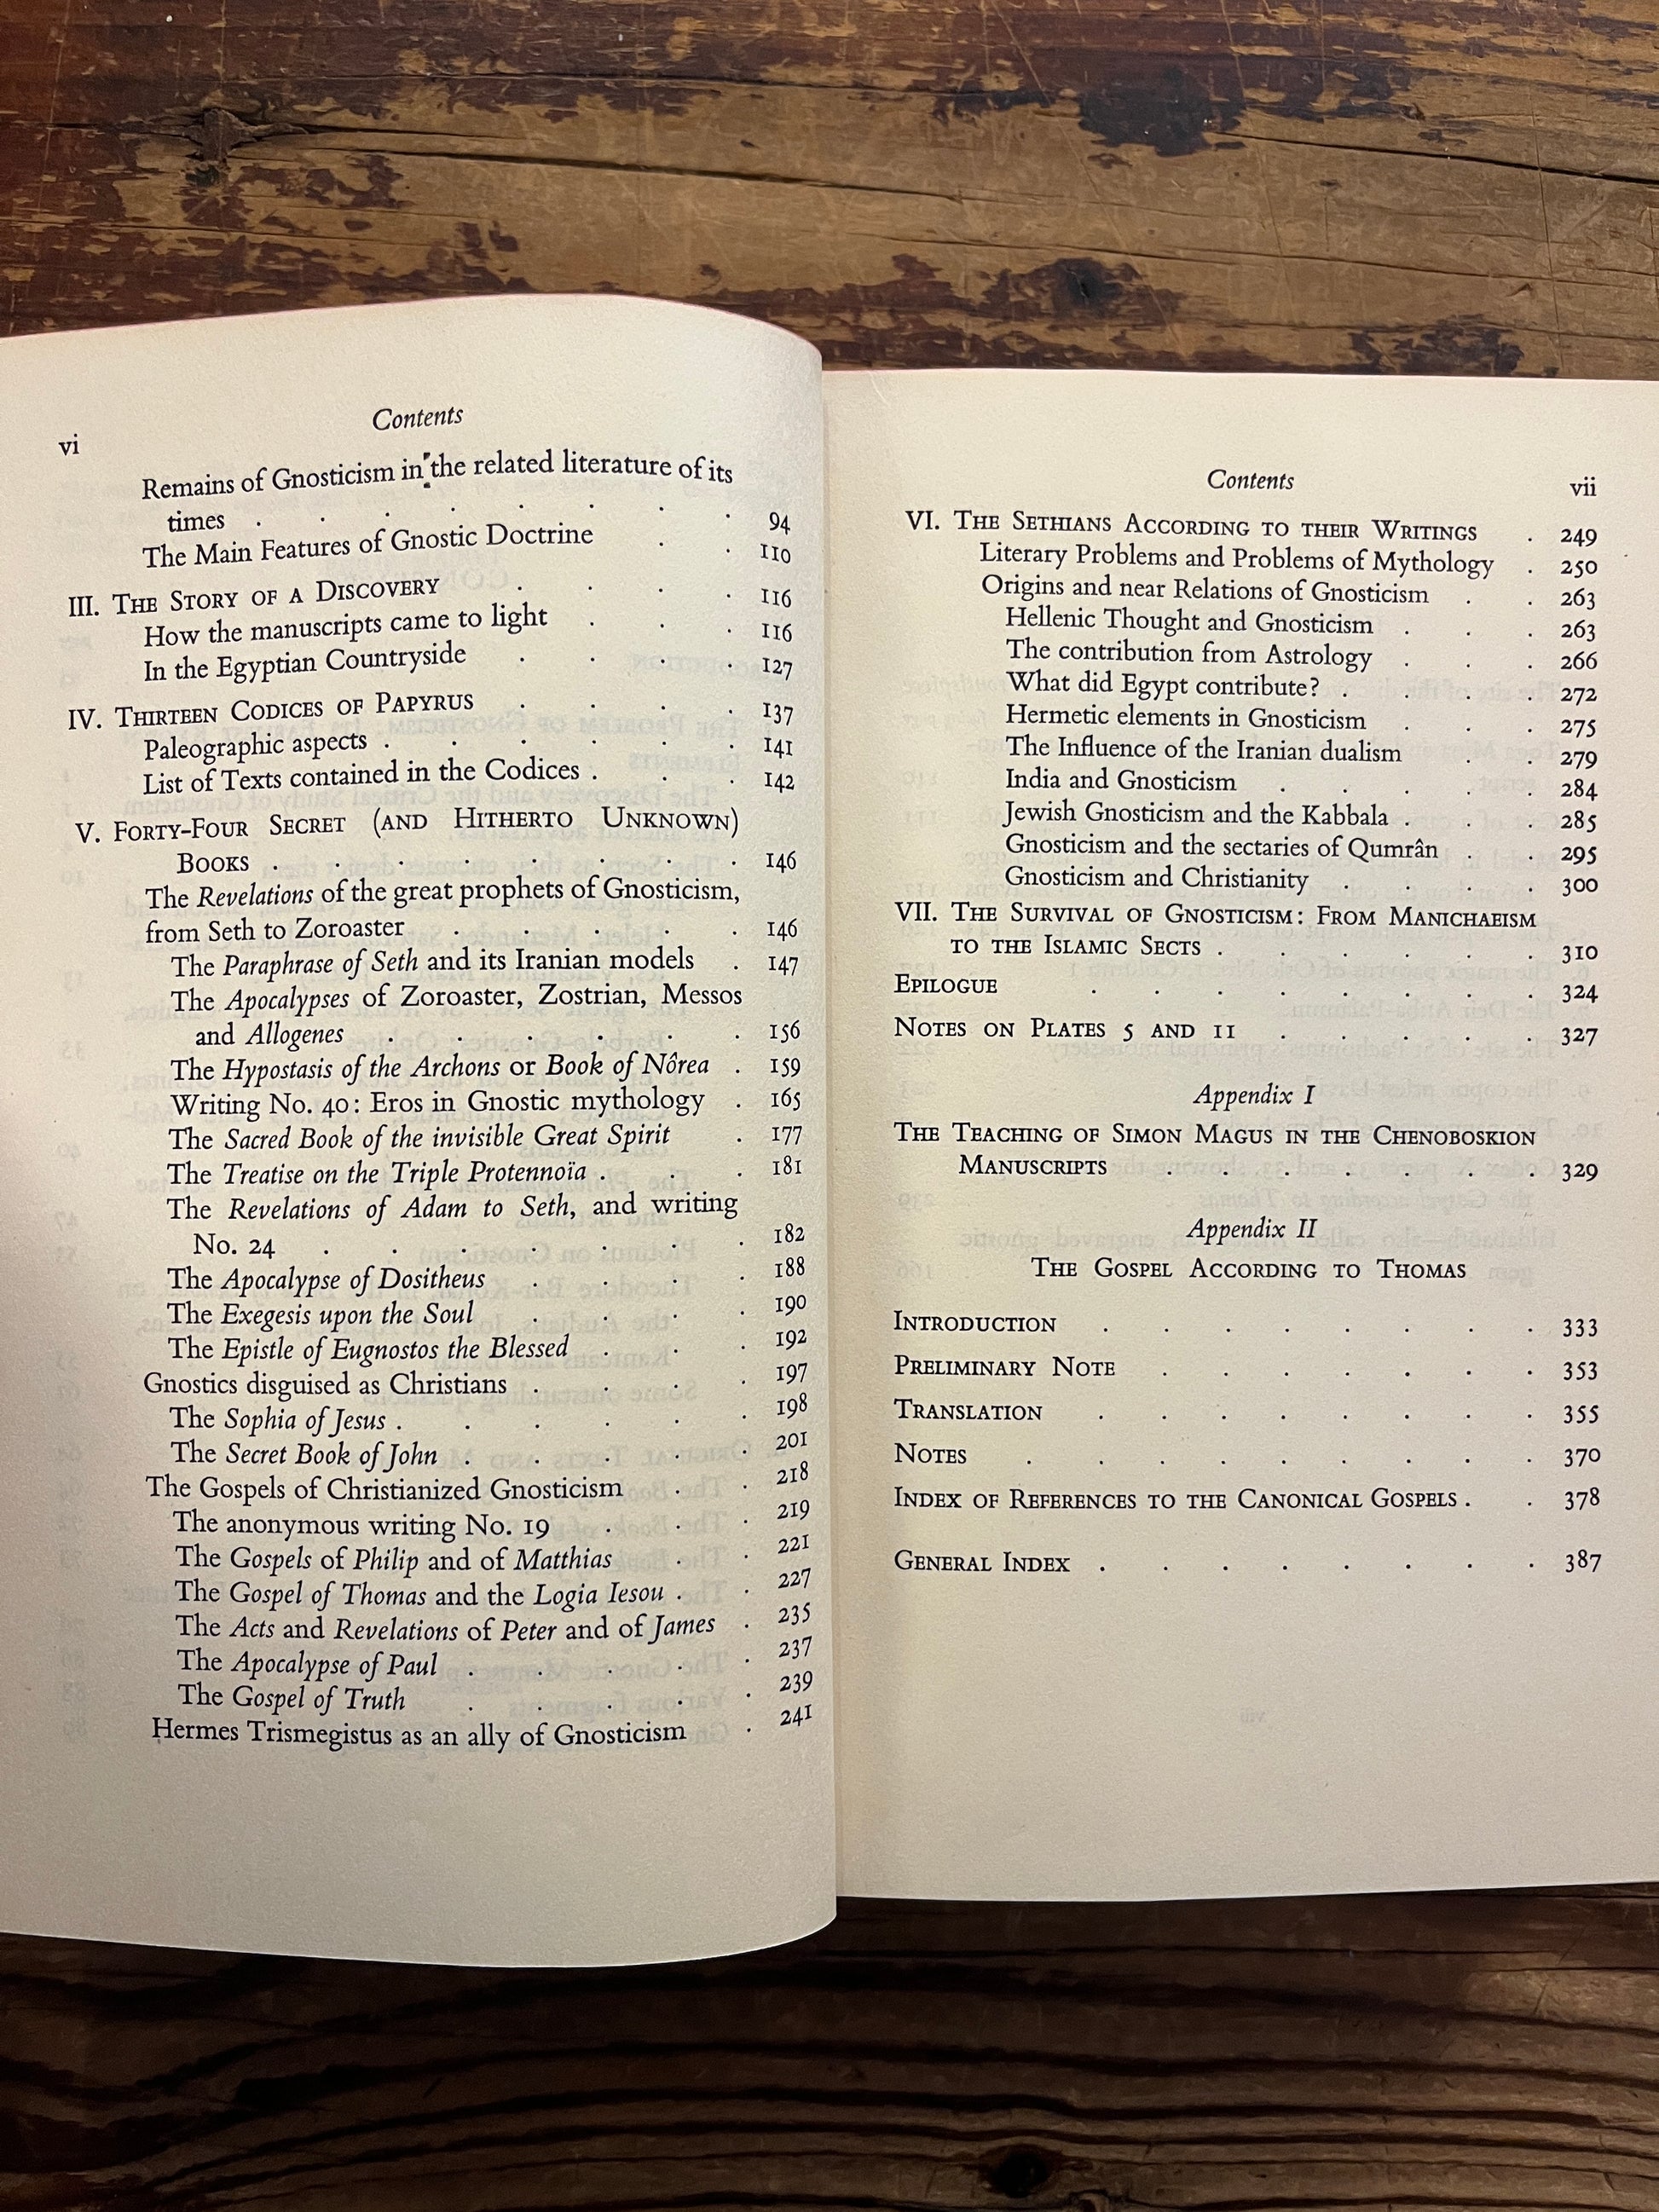 vi
Contents
Remains of Gnosticism in the related literature of its
times . . . . . . . . 94
The Main Features of Gnostic Doctrine . . 110
III. The Story of a Discovery . . . . 116
How the manuscripts came to light . . . 116
In the Egyptian Countryside . . . . 127
IV. Thirteen Codices of Papyrus . . . . 137
Paleographic aspects . . . . . . 141
List of Texts contained in the Codices . . . 142
V. Forty-Four Secret (and Hitherto Unknown)
Books . . . . . . . . 146
The Revelations of the great prophets of Gnosticism,
from Seth to Zoroaster . . . . . 146
The Paraphrase of Seth and its Iranian models . 147
The Apocalypses of Zoroaster, Zostrian, Messos
and Allogenes . . . . . . 156
The Hypostasis of the Archons or Book of Nôrea . 159
Writing No. 40: Eros in Gnostic mythology . 165
The Sacred Book of the invisible Great Spirit . 177
The Treatise on the Triple Protennoïa . . . 181
The Revelations of Adam to Seth, and writing
No. 24 . . . . . . . 182
The Apocalypse of Dositheus . . . . 188
The Exegesis upon the Soul . . . . 190
The Epistle of Eugnostos the Blessed . . . 192
Gnostics disguised as Christians . . . . 197
The Sophia of Jesus . . . . . . 198
The Secret Book of John . . . . . 201
The Gospels of Christianized Gnosticism . . 218
The anonymous writing No. 19 . . . 219
The Gospels of Philip and of Matthias . . 221
The Gospel of Thomas and the Logia Iesou . . 227
The Acts and Revelations of Peter and of James . 235
The Apocalypse of Paul . . . . . 237
The Gospel of Truth . . . . . 239
Hermes Trismegistus as an ally of Gnosticism . 241
Contents
vii
VI. The Sethians According to their Writings . 249
Literary Problems and Problems of Mythology . 250
Origins and near Relations of Gnosticism . . 263
Hellenic Thought and Gnosticism . . . 263
The contribution from Astrology . . . 266
What did Egypt contribute? . . . . 272
Hermetic elements in Gnosticism . . . 275
The Influence of the Iranian dualism . . 279
India and Gnosticism . . . . . 284
Jewish Gnosticism and the Kabbala . . . 285
Gnosticism and the sectaries of Qumrân . . 295
Gnosticism and Christianity . . . . 300
VII. The Survival of Gnosticism: From Manichaeism
to the Islamic Sects . . . . . . 310
Epilogue . . . . . . . . 324
Notes on Plates 5 and 11 . . . . . 327
Appendix I
The Teaching of Simon Magus in the Chenoboskion
Manuscripts . . . . . . . 329
Appendix II
The Gospel According to Thomas
Introduction . . . . . . . . 333
Preliminary Note . . . . . . . 353
Translation . . . . . . . . 355
Notes . . . . . . . . . 370
Index of References to the Canonical Gospels . . 378
General Index . . . . . . . . 387